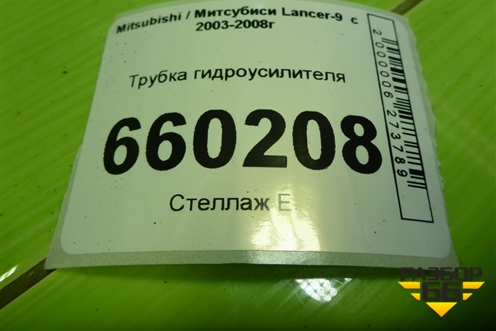 Mitsubishi / Митсубиси Lancer-9 с
2003-2008г
Трубка гидроусилителя
660208
Стеллаж Е
2000006273789
РАЗБОР
66